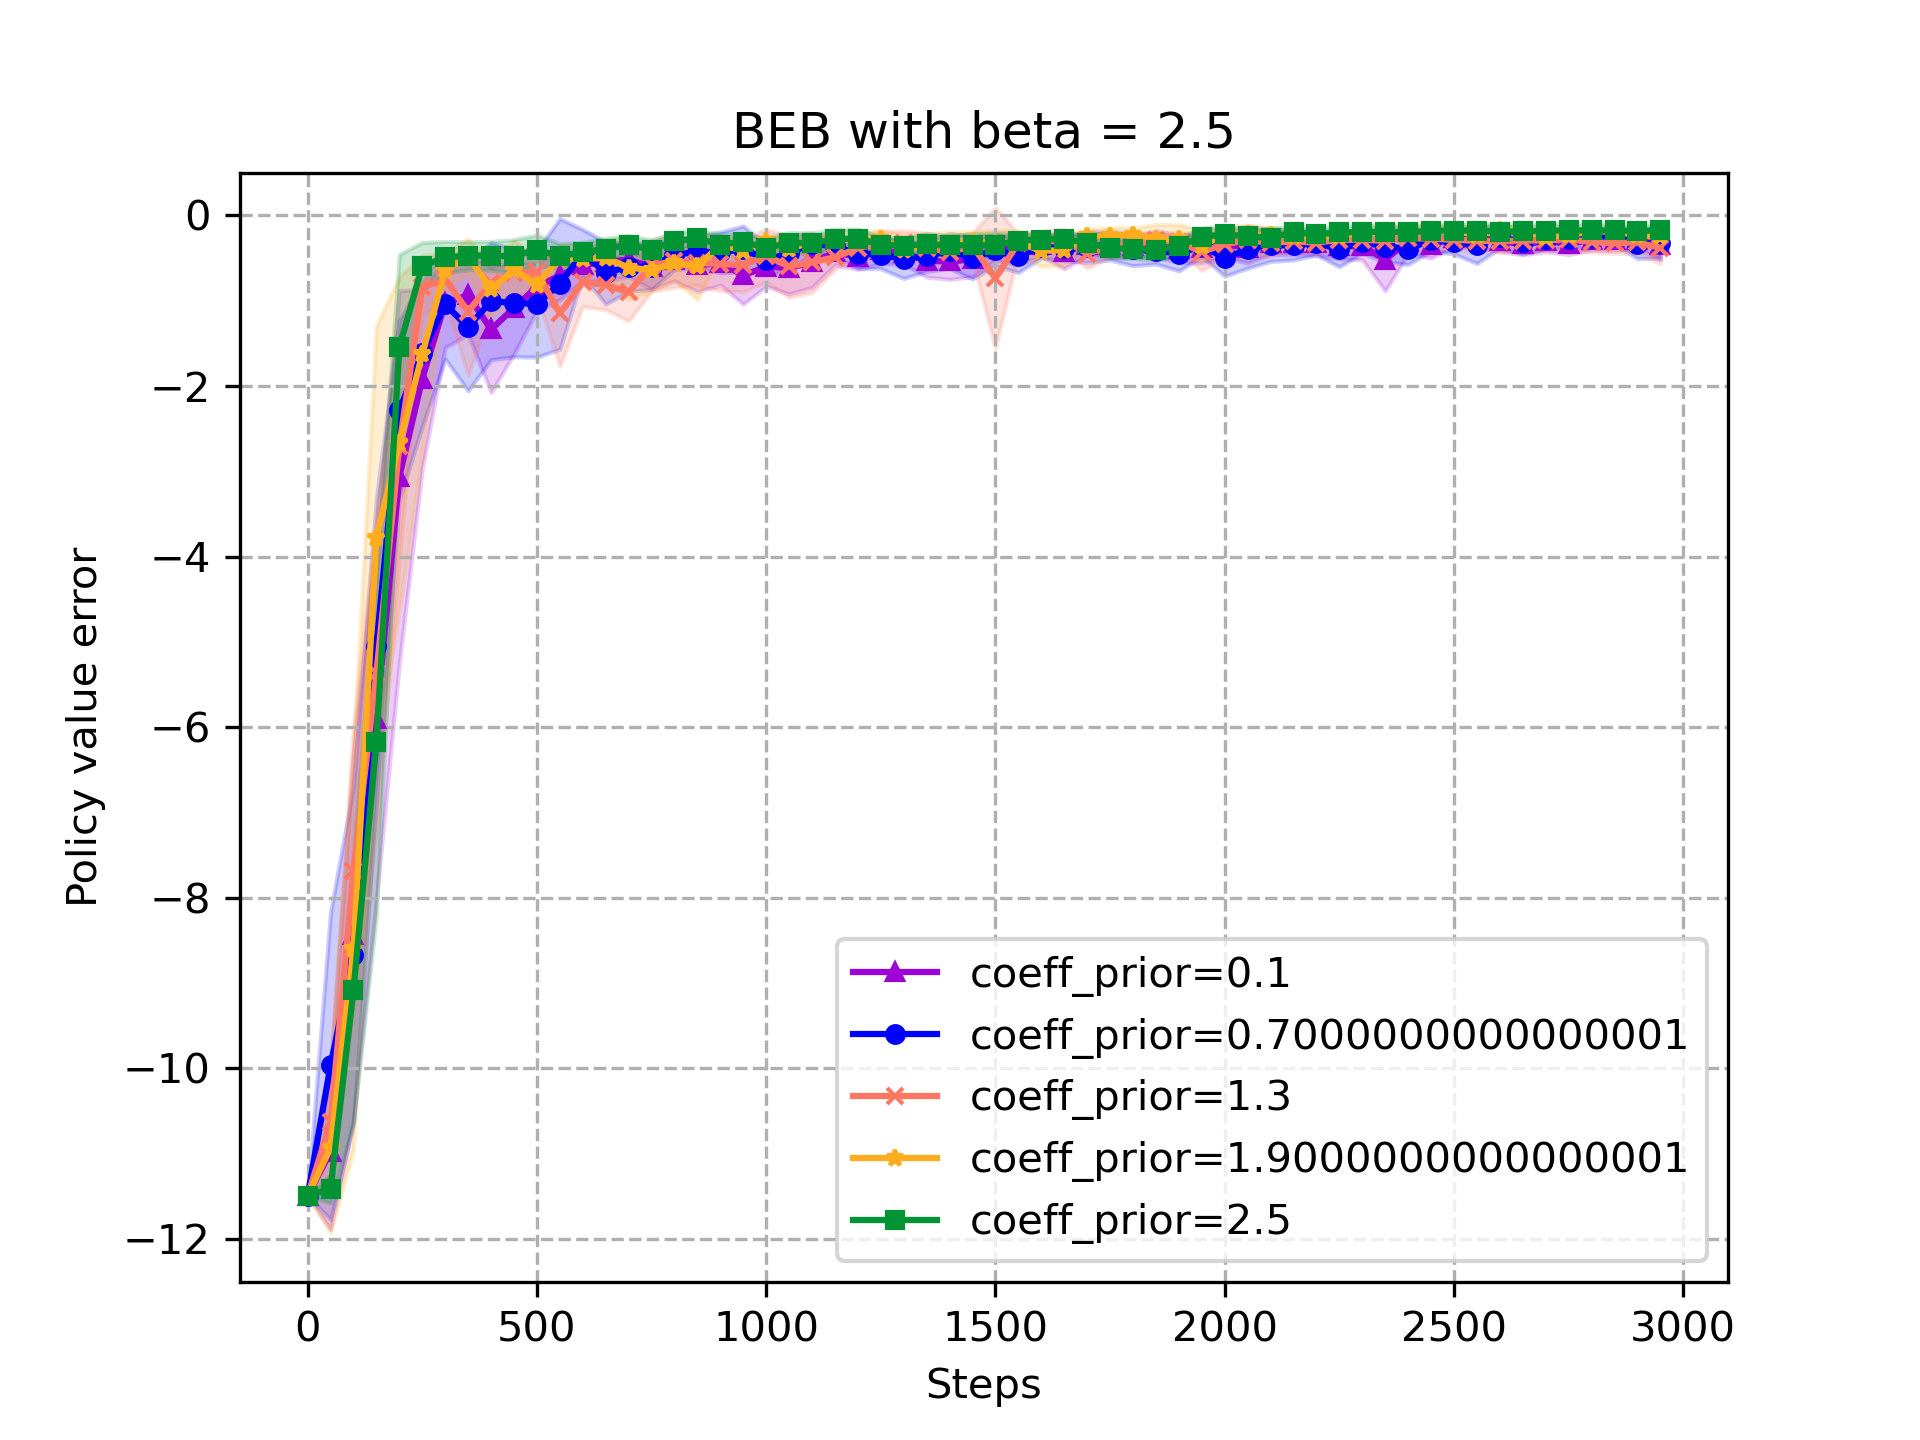 BEB with beta = 2.5
Policy value error
0
−2
−4
−6
−8
−10
−12
coeff_prior=0.1
coeff_prior=0.7000000000000001
coeff_prior=1.3
coeff_prior=1.9000000000000001
coeff_prior=2.5
0 500 1000 1500 2000 2500 3000
Steps